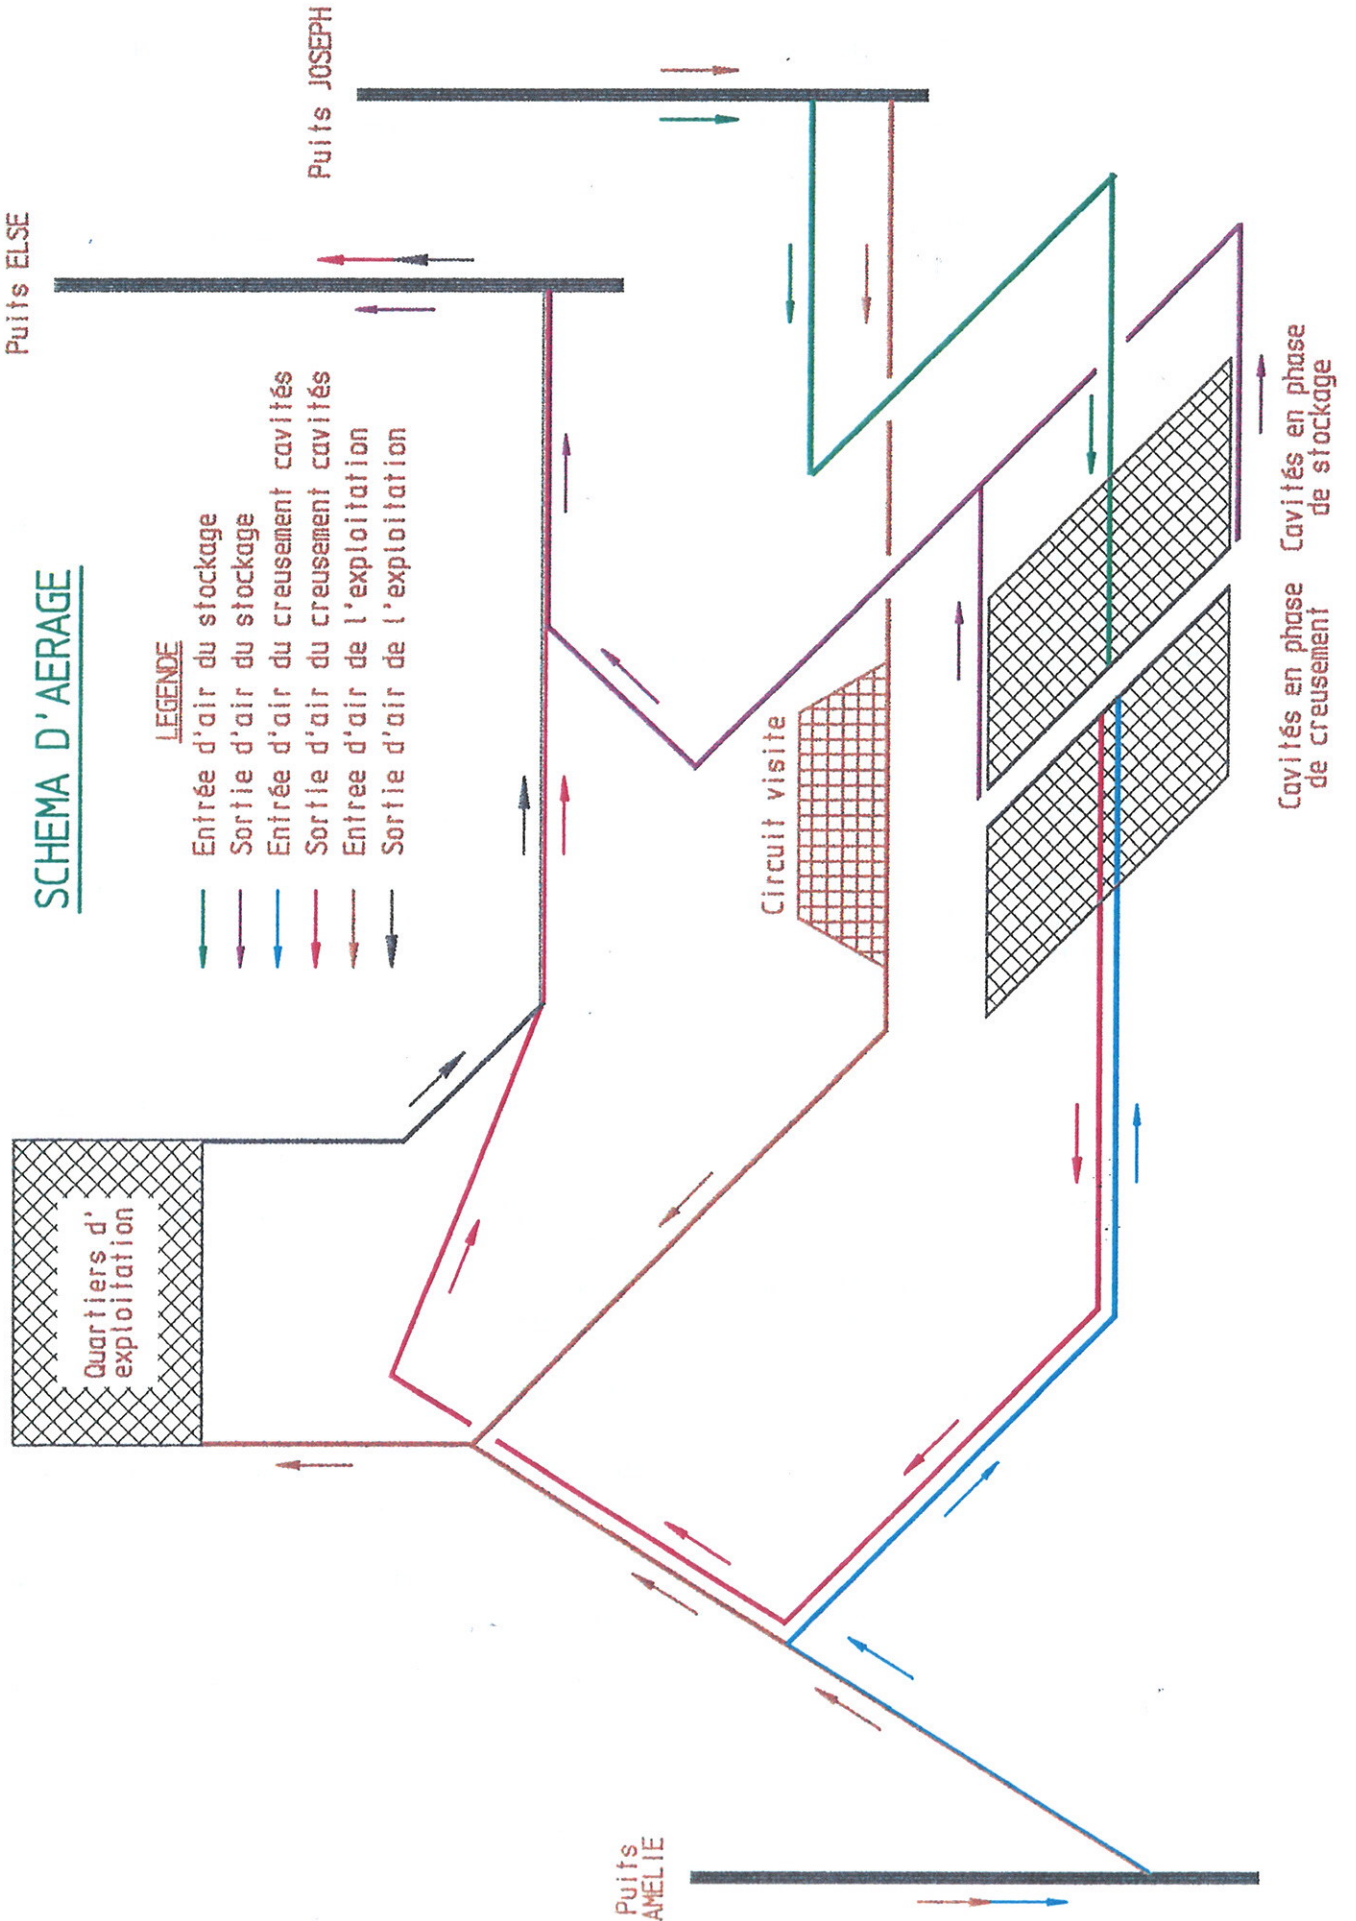 SCHEMA D'AERAGE
LEGENDE
Entrée d'air du stockage
Sortie d'air du stockage
Entrée d'air du creusement cavités
Sortie d'air du creusement cavités
Entree d'air de l'exploitation
Sortie d'air de l'exploitation
Puits ELSE
Puits JOSEPH
Quartiers d'
exploitation
Circuit visite
Puits
AMELIE
Cavités en phase
de creusement
Cavités en phase
de stockage